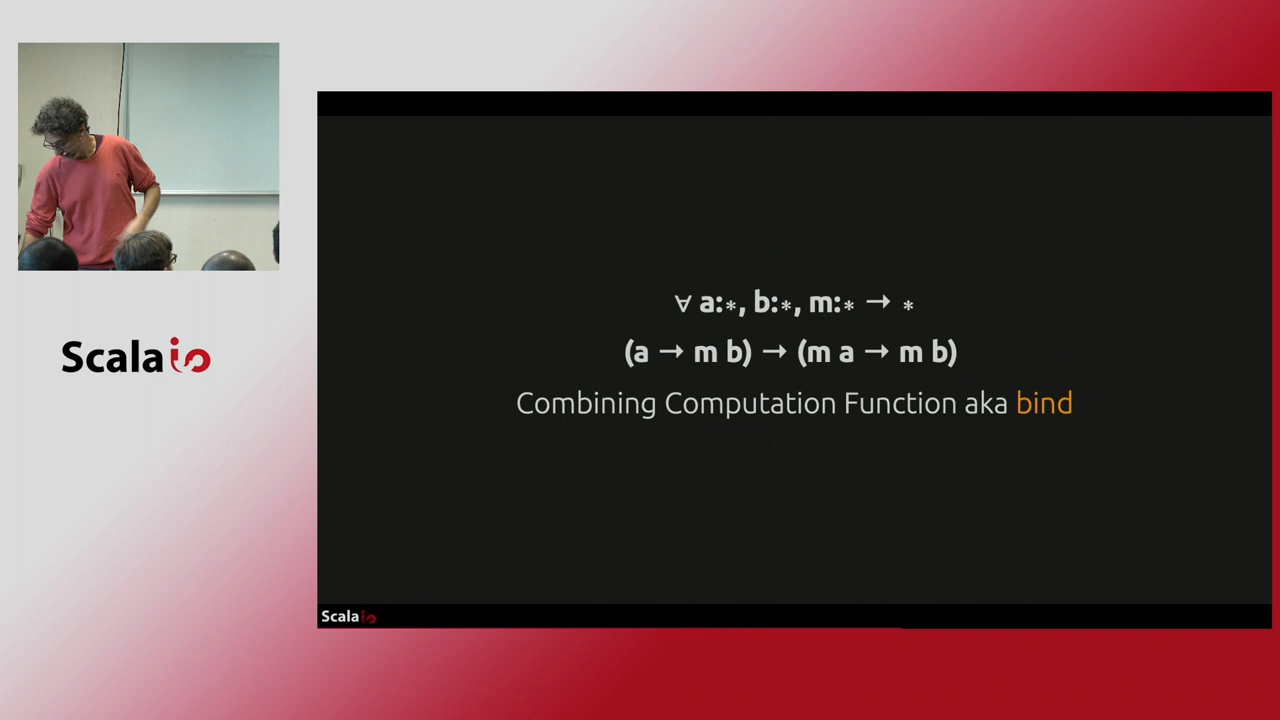 Scala io
∀ a:*, b:*, m:* → *
(a → m b) → (m a → m b)
Combining Computation Function aka bind
Scala io